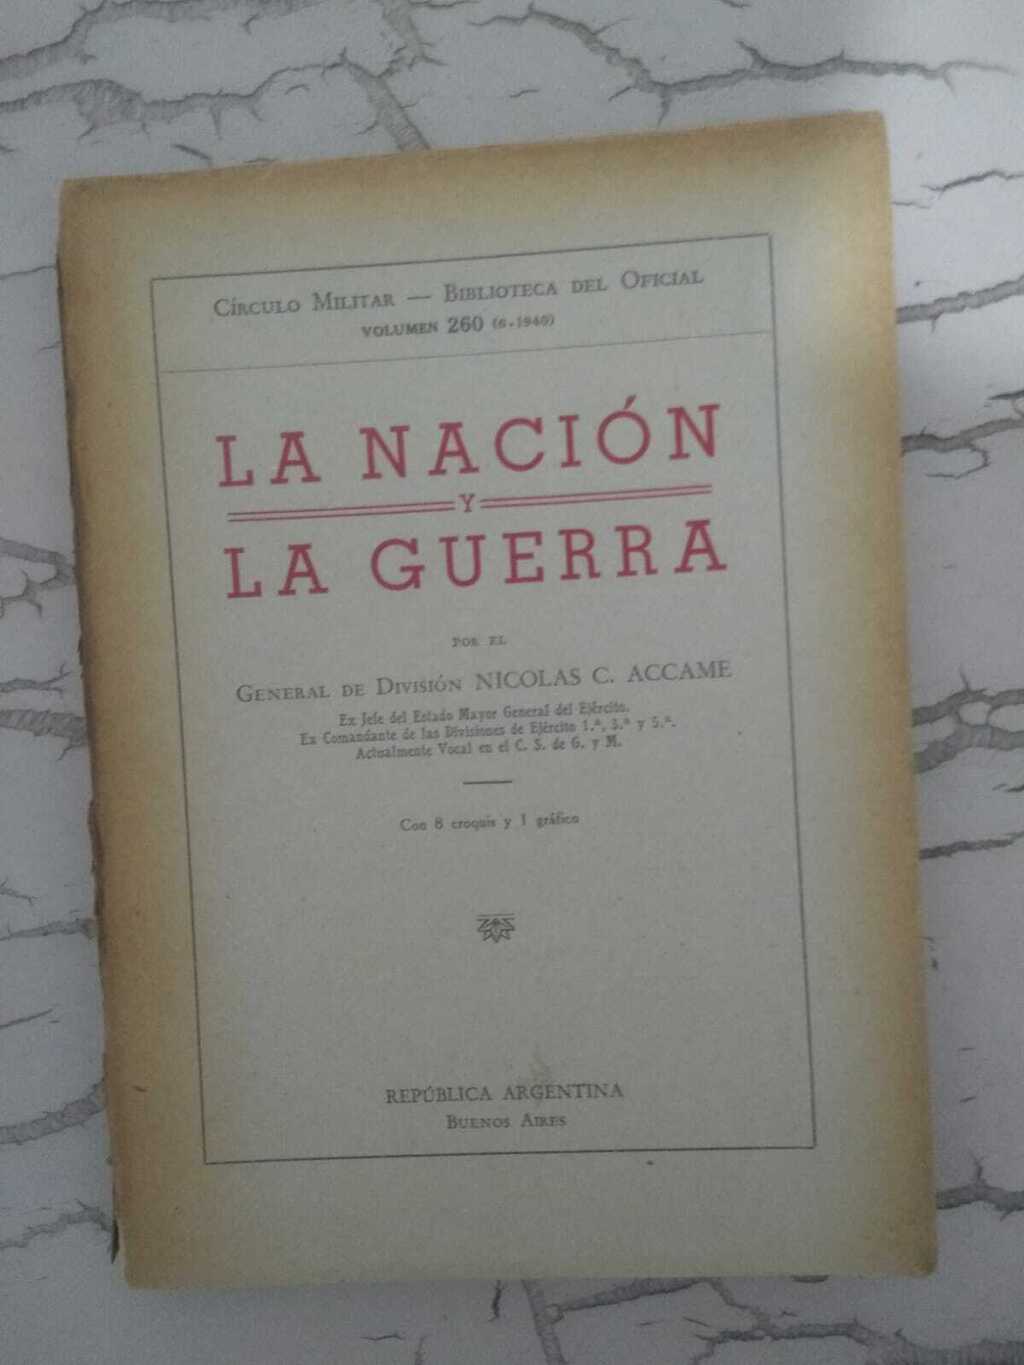 CÍRCULO MILITAR — BIBLIOTECA DEL OFICIAL
VOLUMEN 260 (6-1940)
LA NACIÓN
Y
LA GUERRA
POR EL
GENERAL DE DIVISIÓN NICOLAS C. ACCAME
Ex Jefe del Estado Mayor General del Ejército.
Ex Comandante de las Divisiones de Ejército 1.ª, 3.ª y 5.ª.
Actualmente Vocal en el C. S. de G. y M.
Con 8 croquis y 1 gráfico
REPÚBLICA ARGENTINA
BUENOS AIRES